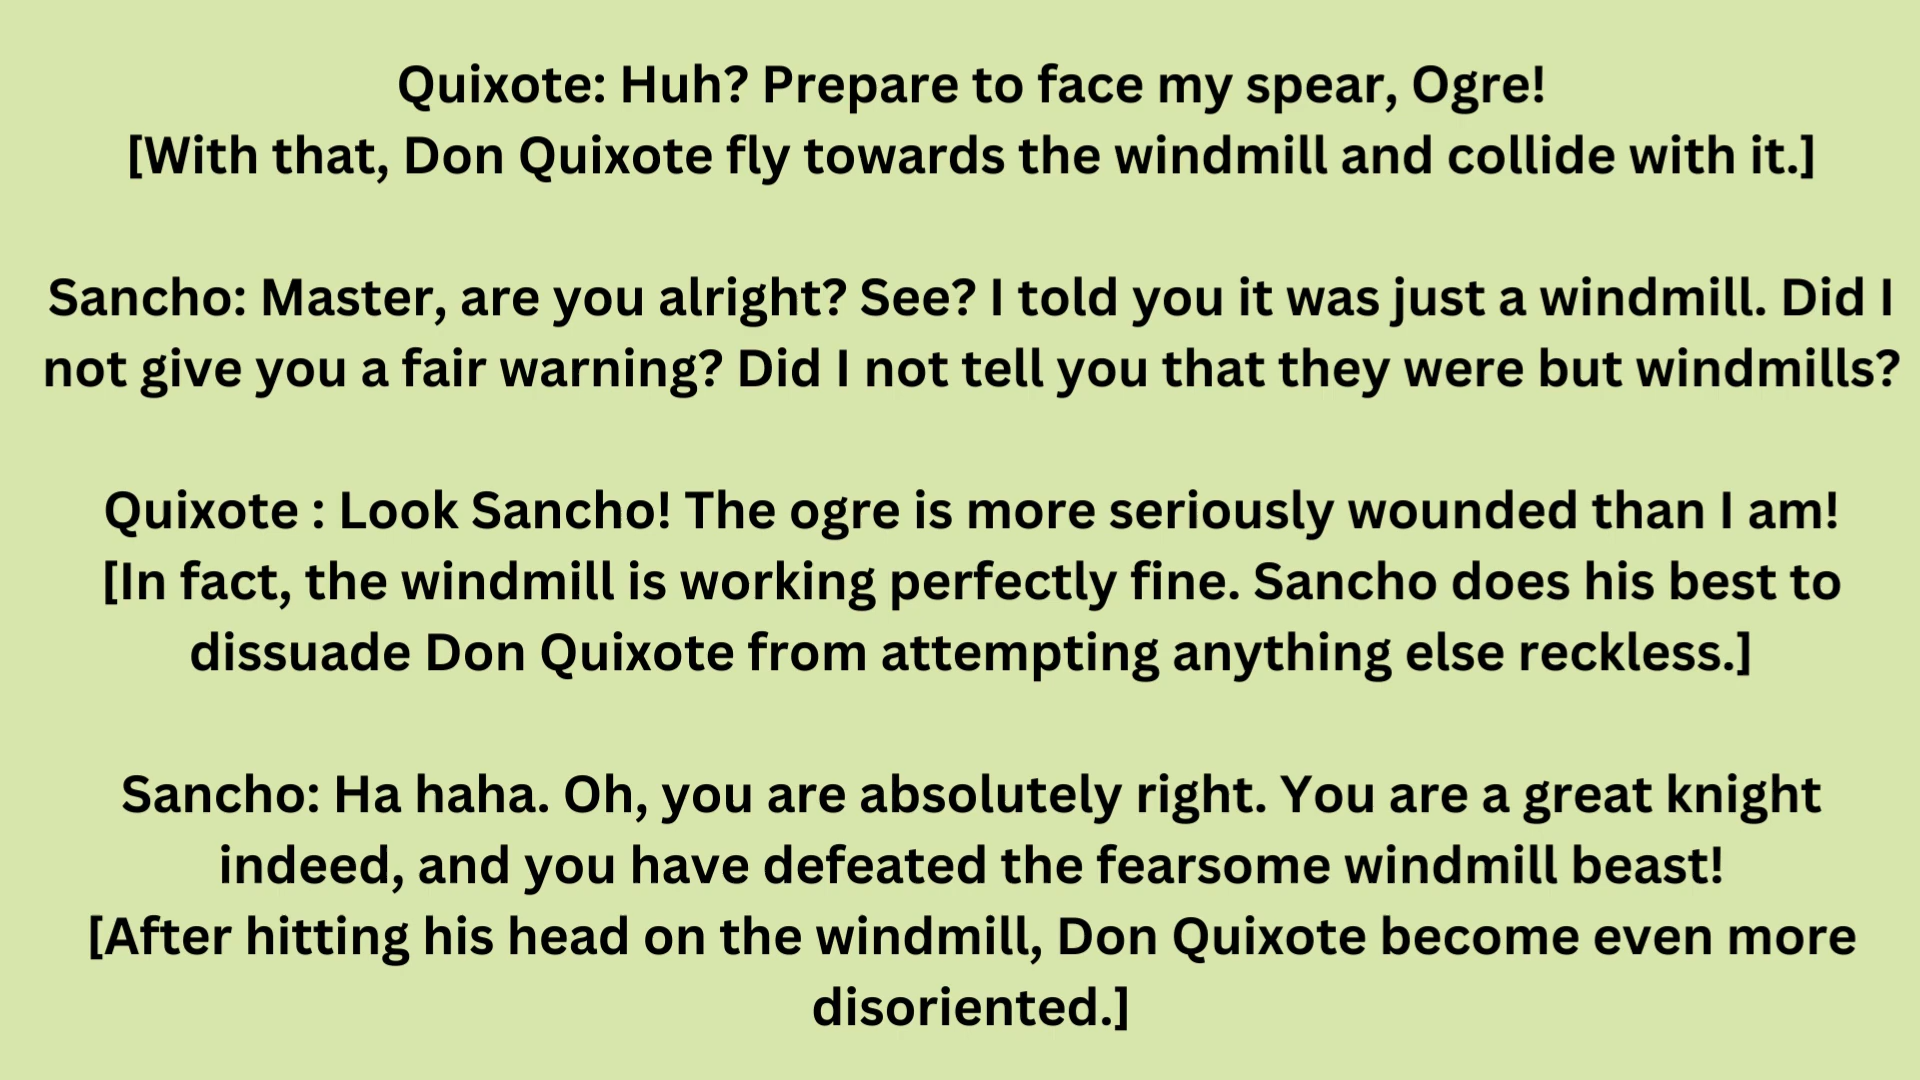 Quixote: Huh? Prepare to face my spear, Ogre!
[With that, Don Quixote fly towards the windmill and collide with it.]
Sancho: Master, are you alright? See? I told you it was just a windmill. Did I
not give you a fair warning? Did I not tell you that they were but windmills?
Quixote : Look Sancho! The ogre is more seriously wounded than I am!
[In fact, the windmill is working perfectly fine. Sancho does his best to
dissuade Don Quixote from attempting anything else reckless.]
Sancho: Ha haha. Oh, you are absolutely right. You are a great knight
indeed, and you have defeated the fearsome windmill beast!
[After hitting his head on the windmill, Don Quixote become even more
disoriented.]